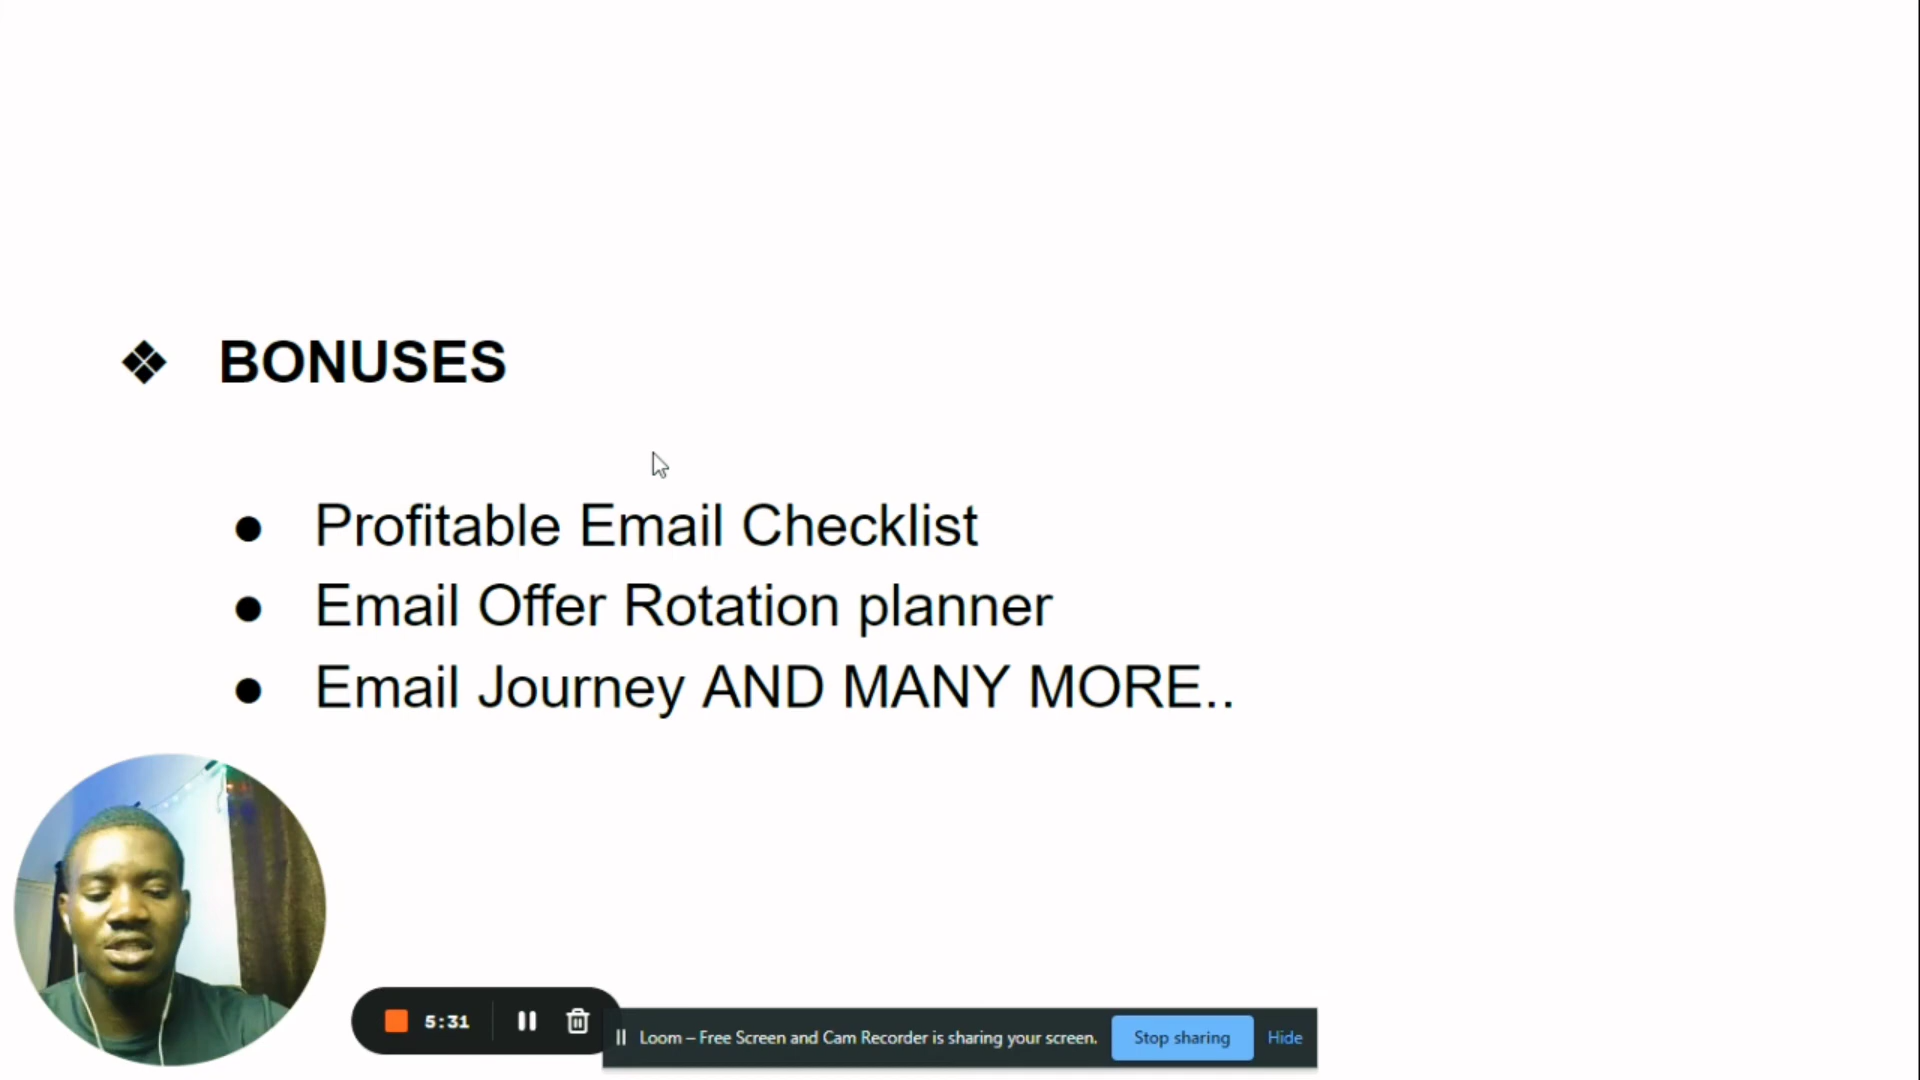 ❖ BONUSES
● Profitable Email Checklist
● Email Offer Rotation planner
● Email Journey AND MANY MORE..
5:31
Loom – Free Screen and Cam Recorder is sharing your screen. Stop sharing Hide